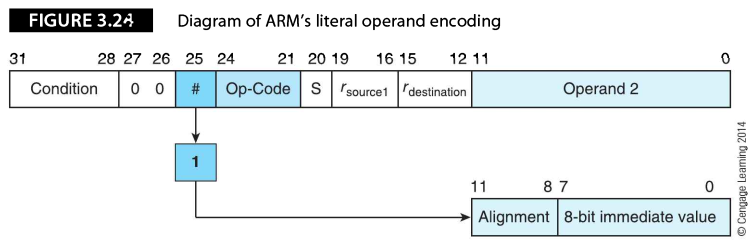 FIGURE 3.24 Diagram of ARM's literal operand encoding
31 28 27 26 25 24 21 20 19 16 15 12 11 0
Condition 0 0 # Op-Code S rsource1 rdestination Operand 2
1
11 8 7 0
Alignment 8-bit immediate value
© Cengage Learning 2014